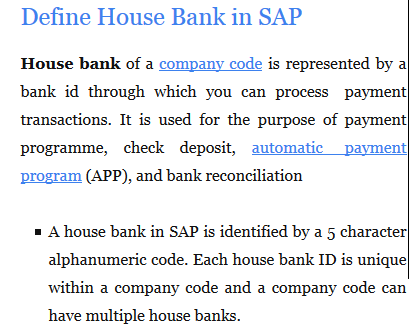 Define House Bank in SAP
House bank of a company code is represented by a
bank id through which you can process payment
transactions. It is used for the purpose of payment
programme, check deposit, automatic payment
program (APP), and bank reconciliation
▪ A house bank in SAP is identified by a 5 character
alphanumeric code. Each house bank ID is unique
within a company code and a company code can
have multiple house banks.